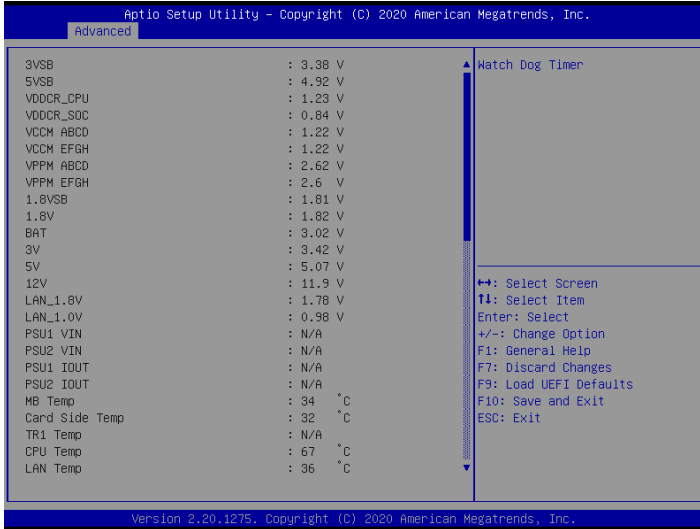 Aptio Setup Utility – Copyright (C) 2020 American Megatrends, Inc.
Advanced
3VSB : 3.38 V
5VSB : 4.92 V
VDDCR_CPU : 1.23 V
VDDCR_SOC : 0.84 V
VCCM ABCD : 1.22 V
VCCM EFGH : 1.22 V
VPPM ABCD : 2.62 V
VPPM EFGH : 2.6 V
1.8VSB : 1.81 V
1.8V : 1.82 V
BAT : 3.02 V
3V : 3.42 V
5V : 5.07 V
12V : 11.9 V
LAN_1.8V : 1.78 V
LAN_1.0V : 0.98 V
PSU1 VIN : N/A
PSU2 VIN : N/A
PSU1 IOUT : N/A
PSU2 IOUT : N/A
MB Temp : 34 °C
Card Side Temp : 32 °C
TR1 Temp : N/A
CPU Temp : 67 °C
LAN Temp : 36 °C
Watch Dog Timer
↔: Select Screen
↑↓: Select Item
Enter: Select
+/-: Change Option
F1: General Help
F7: Discard Changes
F9: Load UEFI Defaults
F10: Save and Exit
ESC: Exit
Version 2.20.1275. Copyright (C) 2020 American Megatrends, Inc.